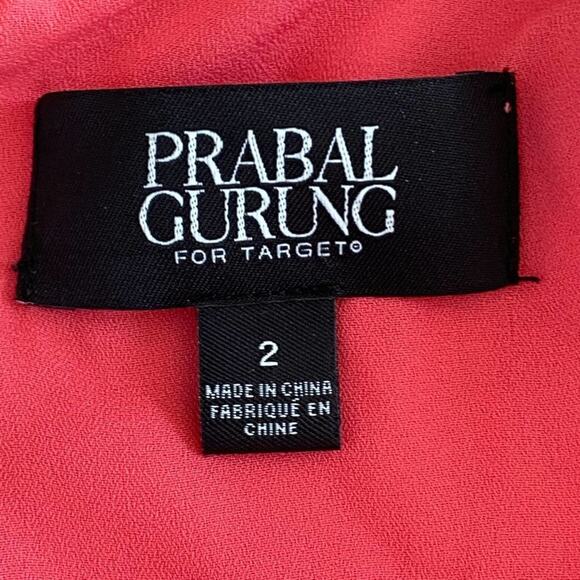 PRABAL
GURUNG
FOR TARGET
2
MADE IN CHINA
FABRIQUÉ EN
CHINE